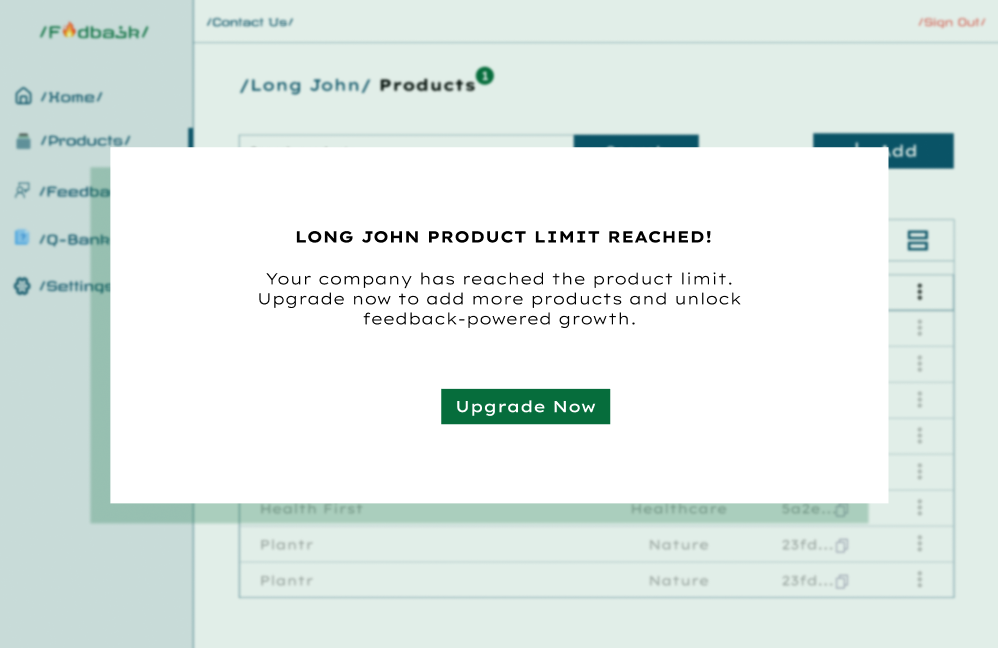 /Contact Us/
/Sign Out/
/Long John/ Products 1
/Home/
/Products/
Add
/Feedba
/Q-Bank
/Settings
LONG JOHN PRODUCT LIMIT REACHED!
Your company has reached the product limit.
Upgrade now to add more products and unlock
feedback-powered growth.
Upgrade Now
Health First Healthcare 5a2e...
Plantr Nature 23fd...
Plantr Nature 23fd...